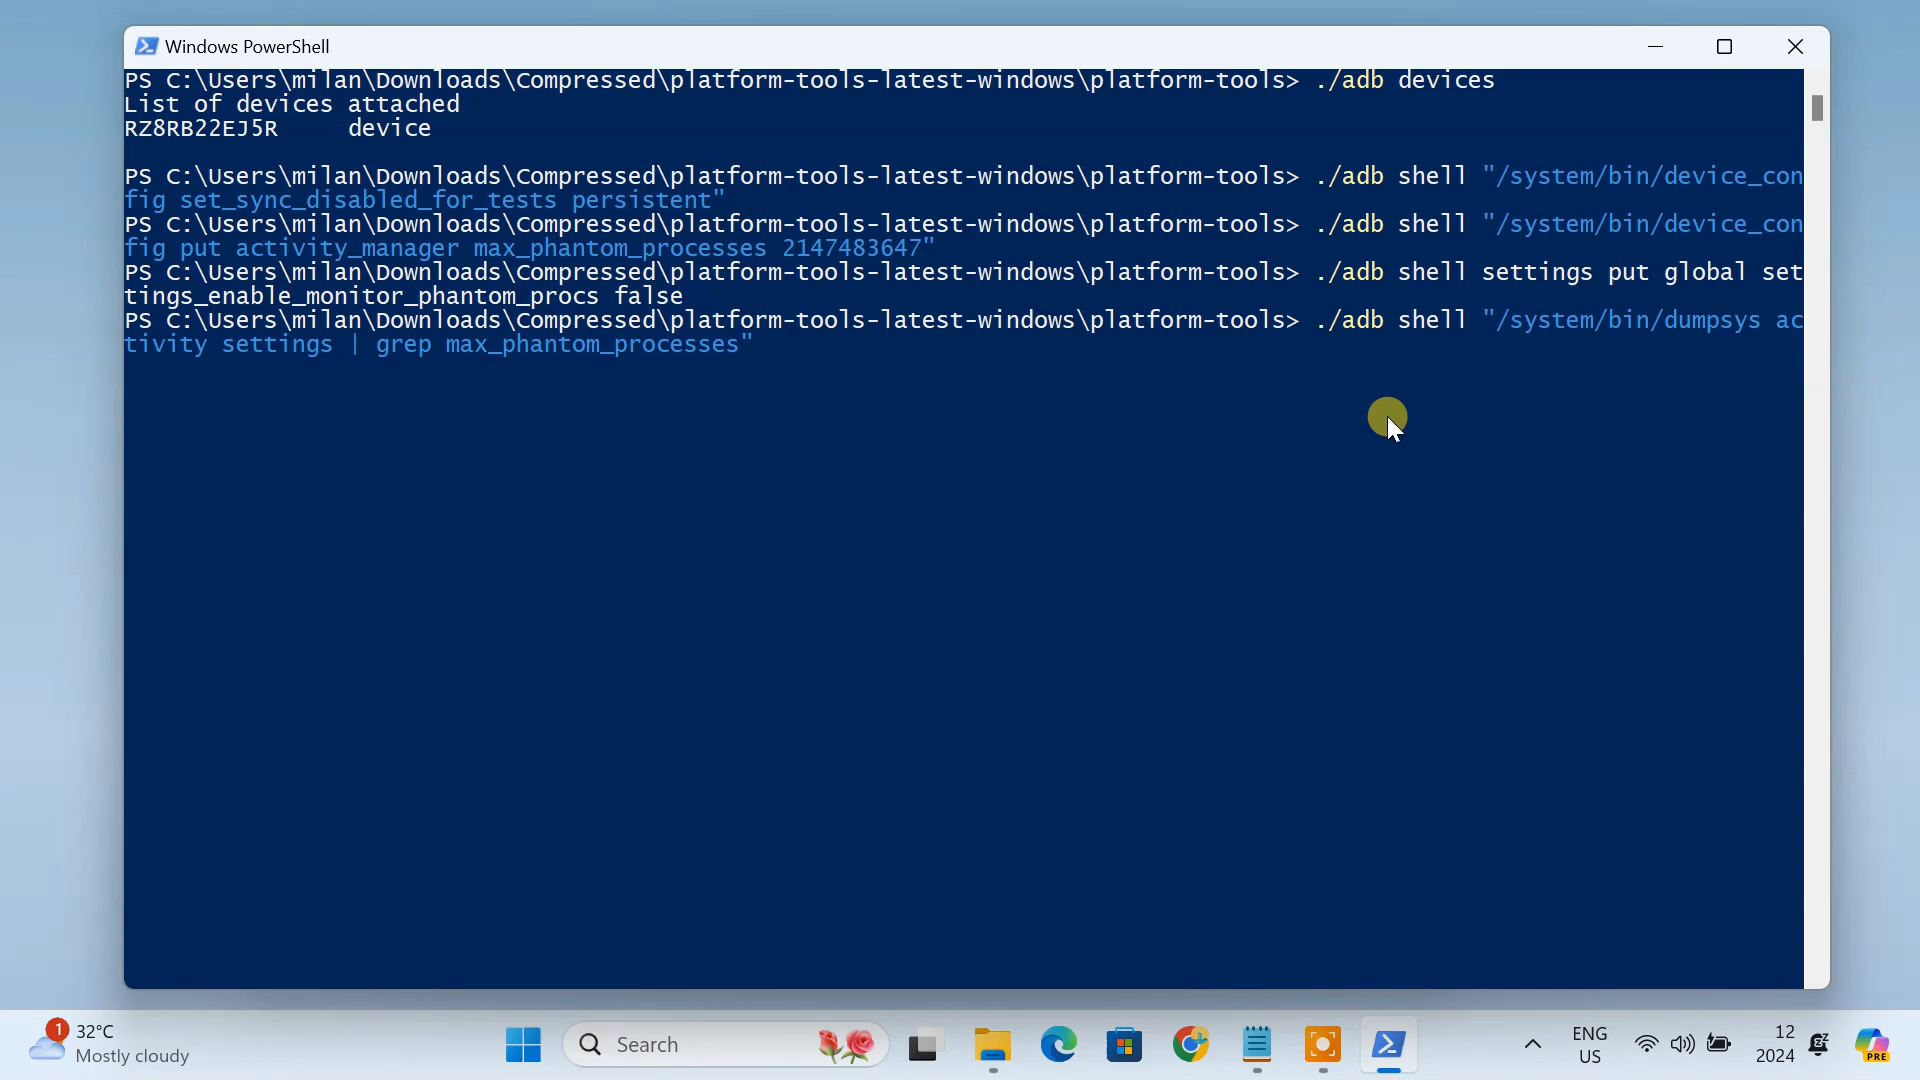 Windows PowerShell
PS C:\Users\milan\Downloads\Compressed\platform-tools-latest-windows\platform-tools> ./adb devices
List of devices attached
RZ8RB22EJ5R     device
PS C:\Users\milan\Downloads\Compressed\platform-tools-latest-windows\platform-tools> ./adb shell "/system/bin/device_con
fig set_sync_disabled_for_tests persistent"
PS C:\Users\milan\Downloads\Compressed\platform-tools-latest-windows\platform-tools> ./adb shell "/system/bin/device_con
fig put activity_manager max_phantom_processes 2147483647"
PS C:\Users\milan\Downloads\Compressed\platform-tools-latest-windows\platform-tools> ./adb shell settings put global set
tings_enable_monitor_phantom_procs false
PS C:\Users\milan\Downloads\Compressed\platform-tools-latest-windows\platform-tools> ./adb shell "/system/bin/dumpsys ac
tivity settings | grep max_phantom_processes"
1
32°C
Mostly cloudy
Search
ENG
US
12
2024
PRE